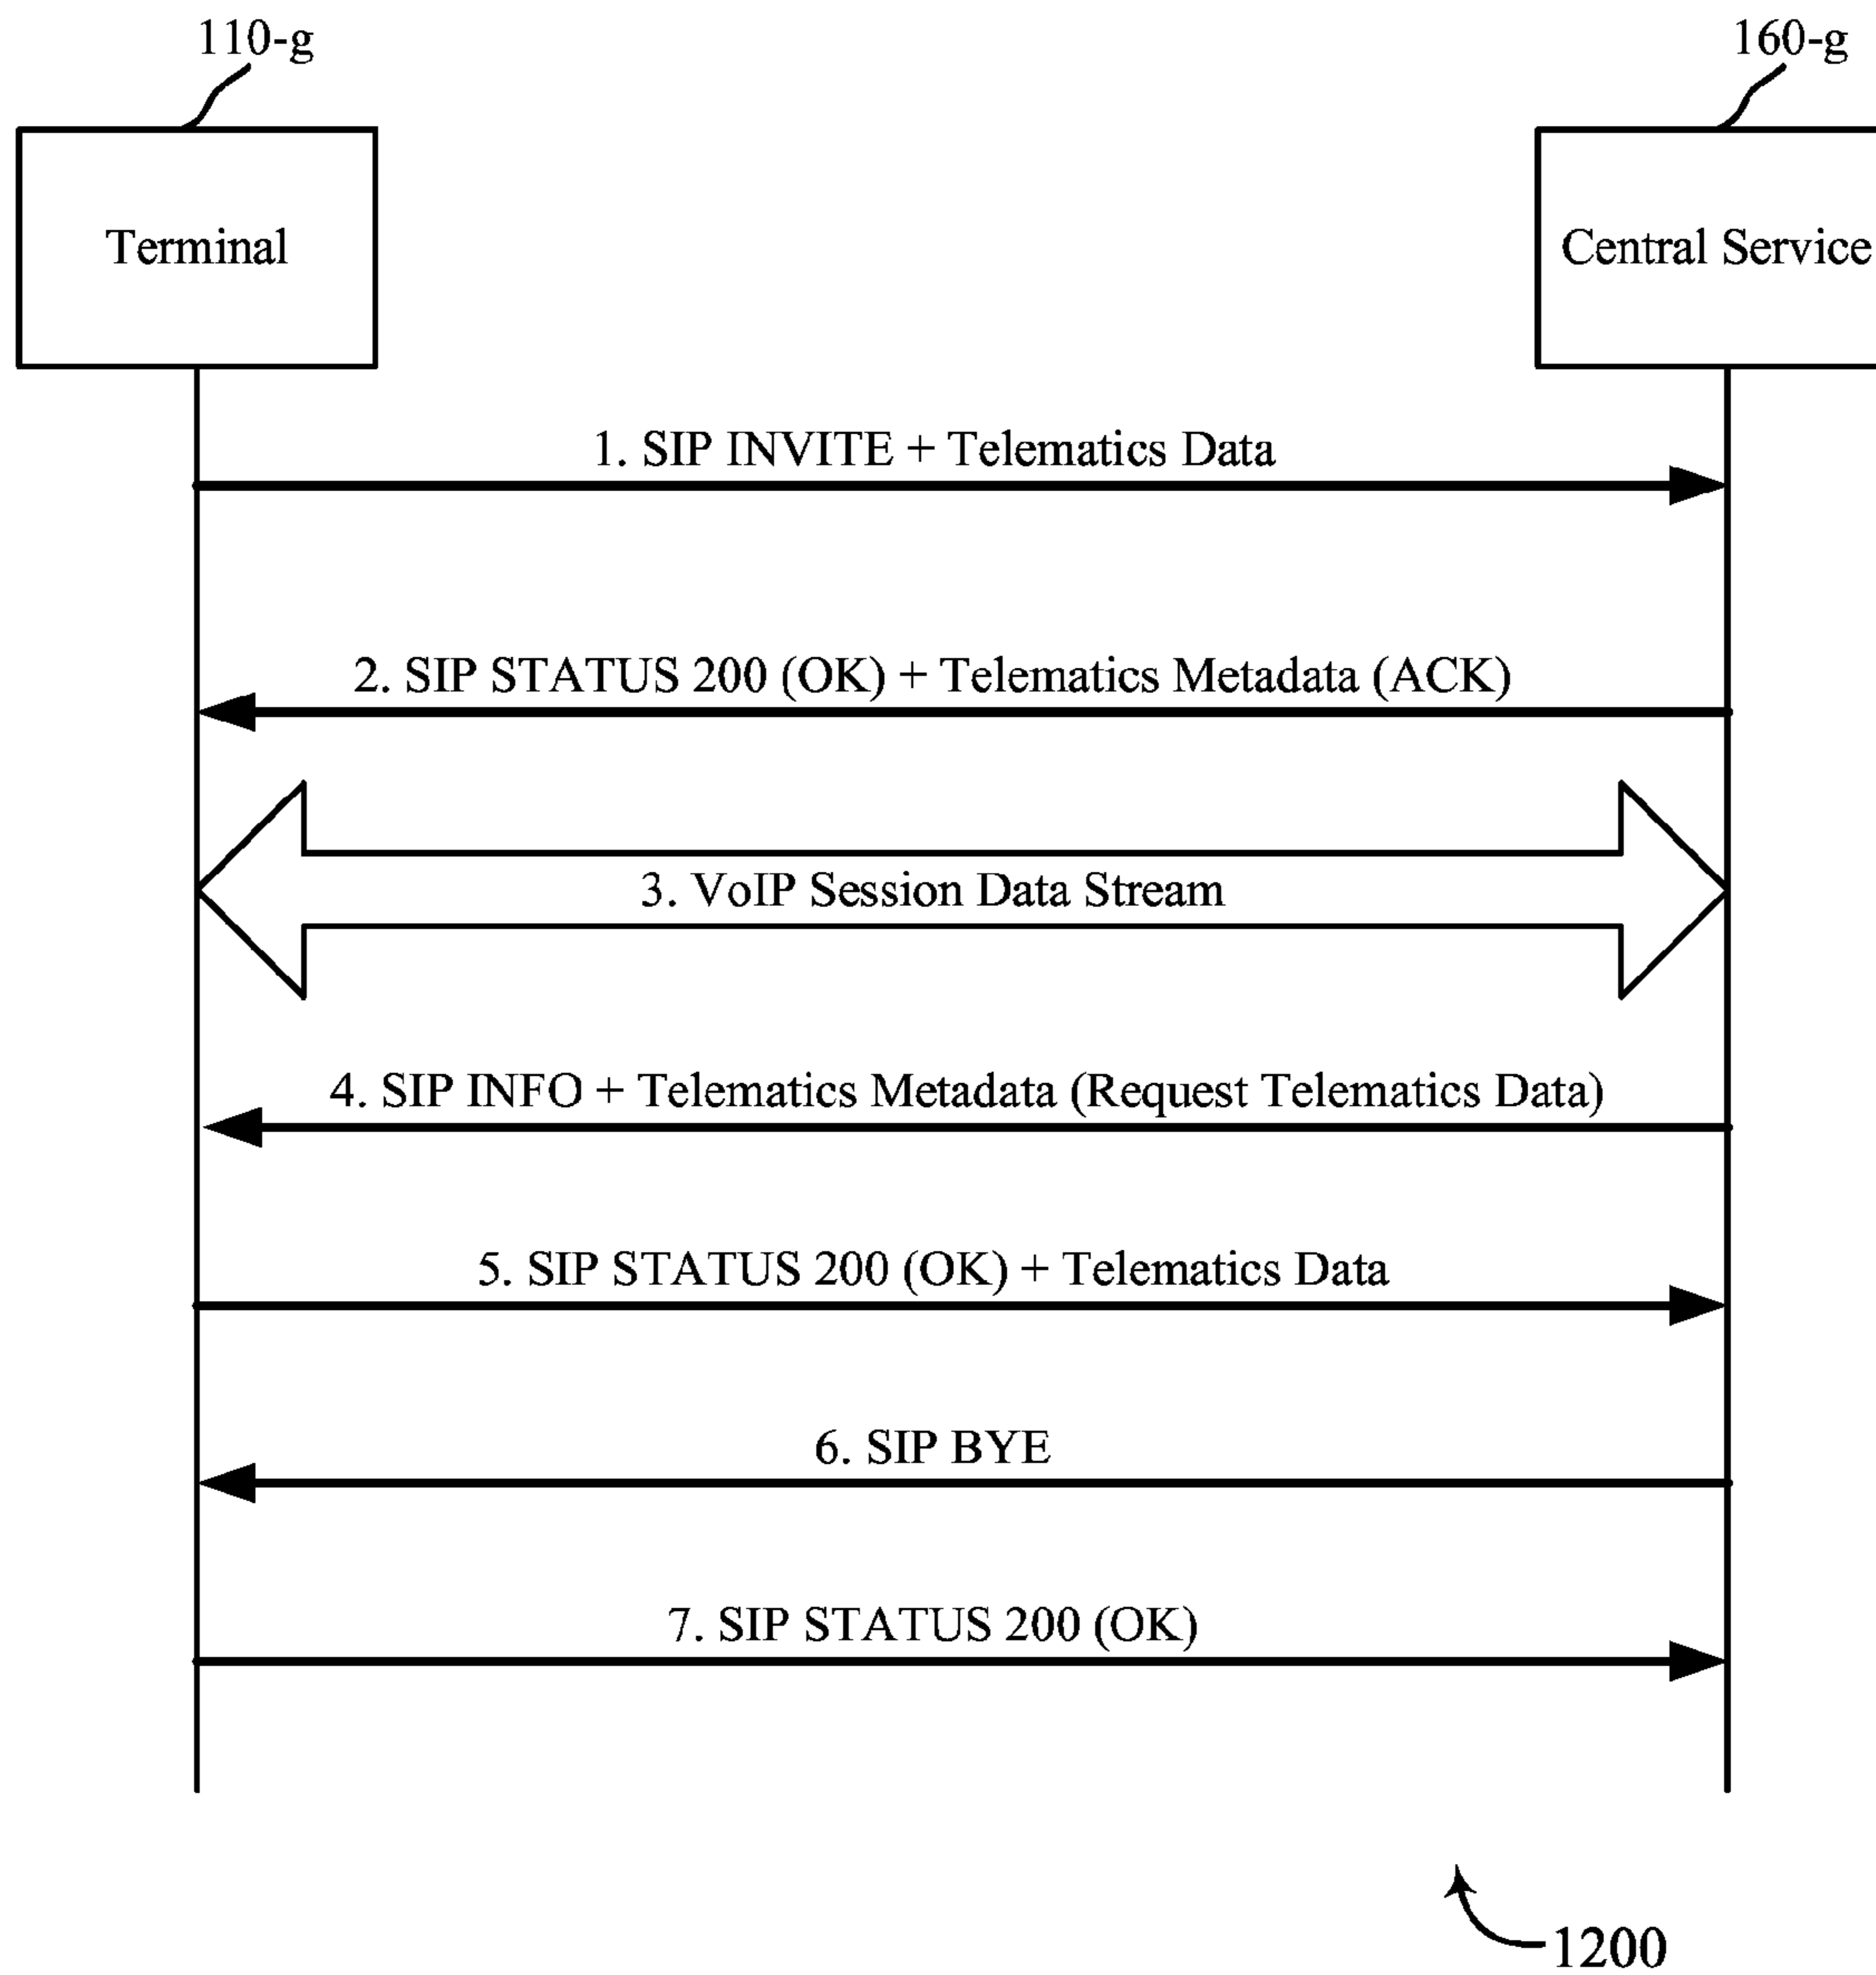 110-g
160-g
Terminal
Central Service
1. SIP INVITE + Telematics Data
2. SIP STATUS 200 (OK) + Telematics Metadata (ACK)
3. VoIP Session Data Stream
4. SIP INFO + Telematics Metadata (Request Telematics Data)
5. SIP STATUS 200 (OK) + Telematics Data
6. SIP BYE
7. SIP STATUS 200 (OK)
1200